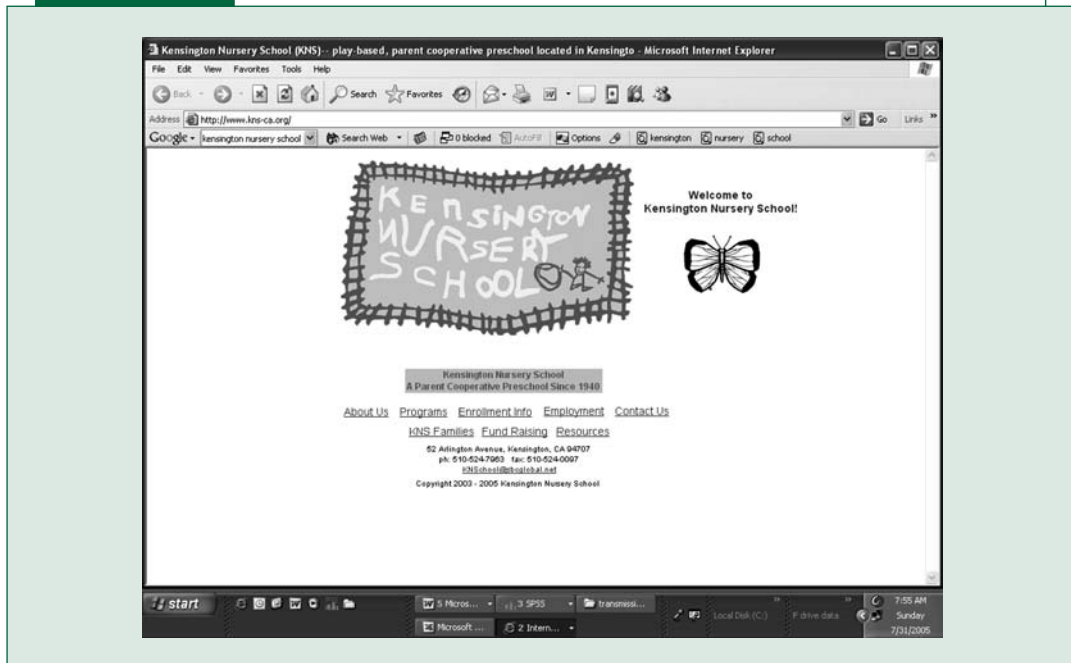 Kensington Nursery School (KNS)-- play-based, parent cooperative preschool located in Kensingto - Microsoft Internet Explorer
File Edit View Favorites Tools Help
Back Search Favorites
Address http://www.kns-ca.org/ Go Links »
Google kensington nursery school Search Web 0 blocked AutoFill Options kensington nursery school
KENSINGTON
NURSERY
SCHOOL
Welcome to
Kensington Nursery School!
Kensington Nursery School
A Parent Cooperative Preschool Since 1940
About Us Programs Enrollment Info Employment Contact Us
KNS Families Fund Raising Resources
52 Arlington Avenue, Kensington, CA 94707
ph: 510-524-7963 fax: 510-524-0097
KNSchool@sbcglobal.net
Copyright 2003 - 2005 Kensington Nursery School
start 5 Micros... 3 SPSS transmissi... Local Disk (C:) F drive data 7:55 AM
Microsoft ... 2 Intern... Sunday
7/31/2005